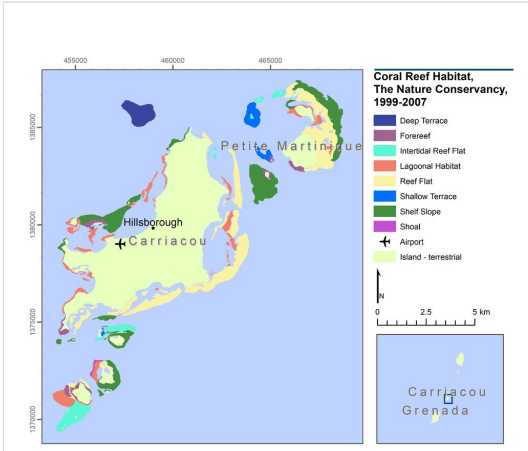 455000
460000
465000
1385000
1380000
1375000
1370000
Petite Martinique
Hillsborough
Carriacou
Coral Reef Habitat,
The Nature Conservancy,
1999-2007
Deep Terrace
Forereef
Intertidal Reef Flat
Lagoonal Habitat
Reef Flat
Shallow Terrace
Shelf Slope
Shoal
Airport
Island - terrestrial
N
0 2.5 5 km
Carriacou
Grenada